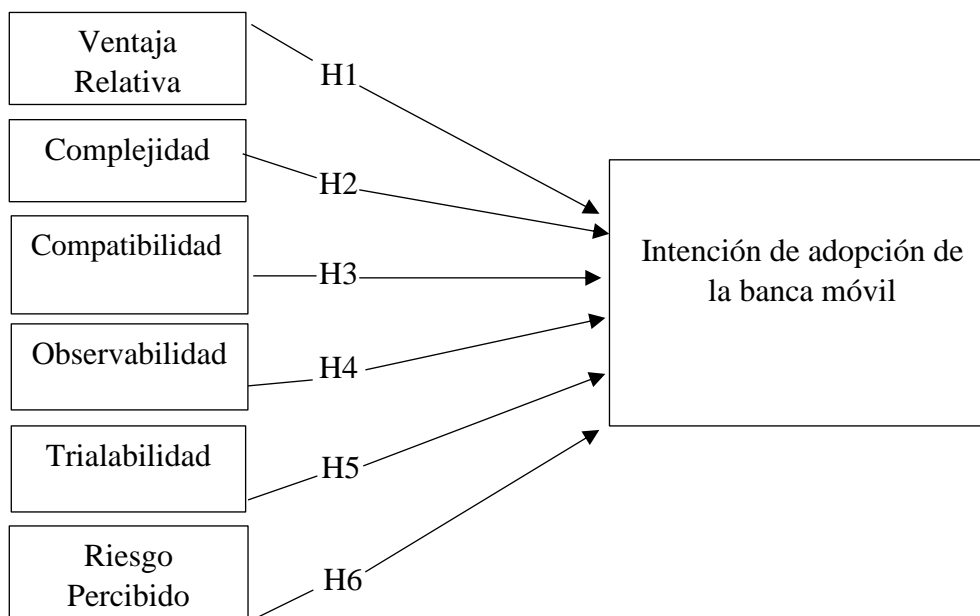 Ventaja
Relativa
H1
Complejidad
H2
Compatibilidad
H3
Observabilidad
H4
Trialabilidad
H5
Riesgo
Percibido
H6
Intención de adopción de
la banca móvil